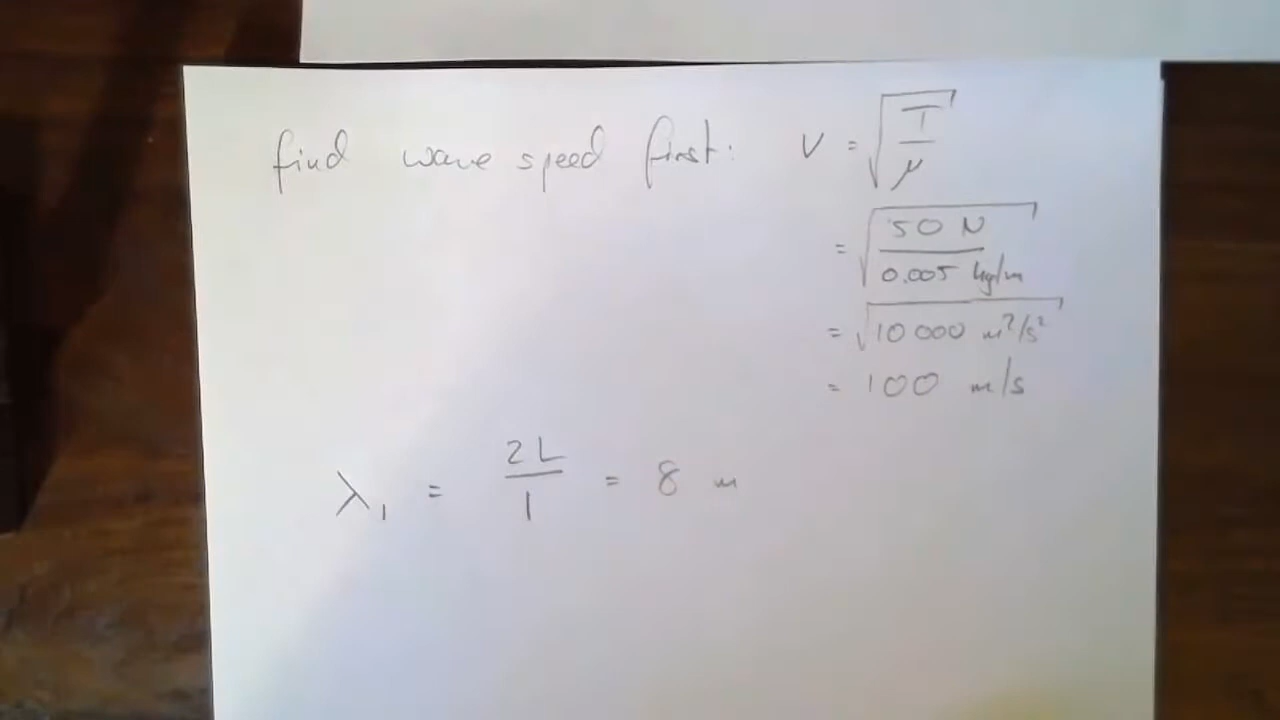 find wave speed first: v = √(T/μ)
= √(50 N / 0.005 kg/m)
= √(10 000 m²/s²)
= 100 m/s
λ₁ = 2L/1 = 8 m